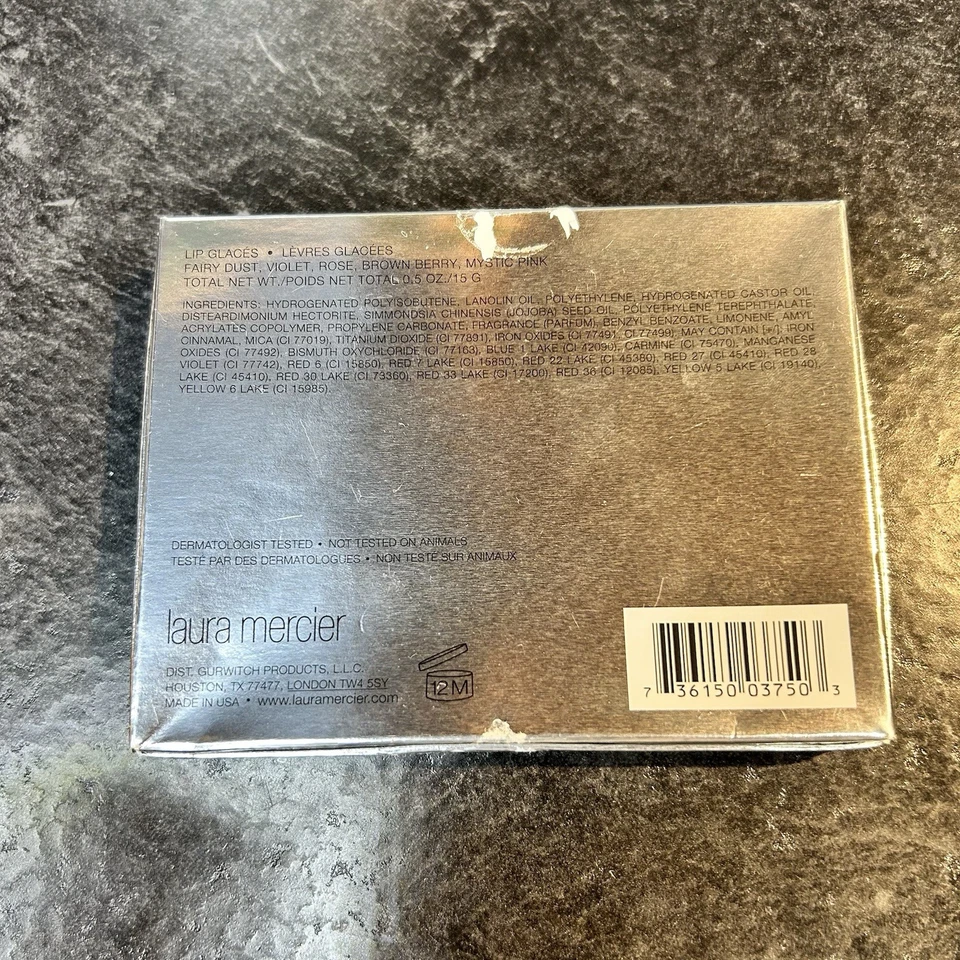 LIP GLACÉS • LÈVRES GLACÉES
FAIRY DUST, VIOLET, ROSE, BROWN BERRY, MYSTIC PINK
TOTAL NET WT./POIDS NET TOTAL 0.5 OZ./15 G
INGREDIENTS: HYDROGENATED POLYISOBUTENE, LANOLIN OIL, POLYETHYLENE, HYDROGENATED CASTOR OIL,
DISTEARDIMONIUM HECTORITE, SIMMONDSIA CHINENSIS (JOJOBA) SEED OIL, POLYETHYLENE TEREPHTHALATE,
ACRYLATES COPOLYMER, PROPYLENE CARBONATE, FRAGRANCE (PARFUM), BENZYL BENZOATE, LIMONENE, AMYL
CINNAMAL, MICA (CI 77019), TITANIUM DIOXIDE (CI 77891), IRON OXIDES (CI 77491, CI 77499). MAY CONTAIN [+/-]: IRON
OXIDES (CI 77492), BISMUTH OXYCHLORIDE (CI 77163), BLUE 1 LAKE (CI 42090), CARMINE (CI 75470), MANGANESE
VIOLET (CI 77742), RED 6 (CI 15850), RED 7 LAKE (CI 15850), RED 22 LAKE (CI 45380), RED 27 (CI 45410), RED 28
LAKE (CI 45410), RED 30 LAKE (CI 73360), RED 33 LAKE (CI 17200), RED 36 (CI 12085), YELLOW 5 LAKE (CI 19140),
YELLOW 6 LAKE (CI 15985).
DERMATOLOGIST TESTED • NOT TESTED ON ANIMALS
TESTÉ PAR DES DERMATOLOGUES • NON TESTÉ SUR ANIMAUX
laura mercier
DIST. GURWITCH PRODUCTS, L.L.C.
HOUSTON, TX 77477, LONDON TW4 5SY
MADE IN USA • www.lauramercier.com
12M
7 36150 03750 3